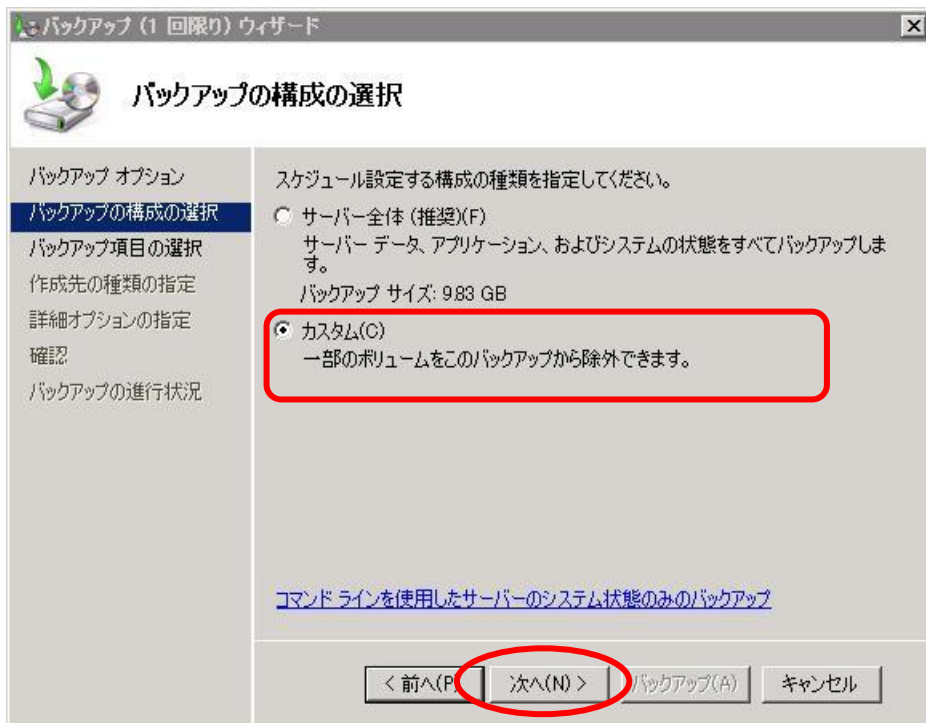 バックアップ (1 回限り) ウィザード
バックアップの構成の選択
バックアップ オプション
バックアップの構成の選択
バックアップ項目の選択
作成先の種類の指定
詳細オプションの指定
確認
バックアップの進行状況
スケジュール設定する構成の種類を指定してください。
サーバー全体 (推奨)(F)
サーバー データ、アプリケーション、およびシステムの状態をすべてバックアップしま
す。
バックアップ サイズ: 9.83 GB
カスタム(C)
一部のボリュームをこのバックアップから除外できます。
コマンド ラインを使用したサーバーのシステム状態のみのバックアップ
< 前へ(P
次へ(N) >
バックアップ(A)
キャンセル